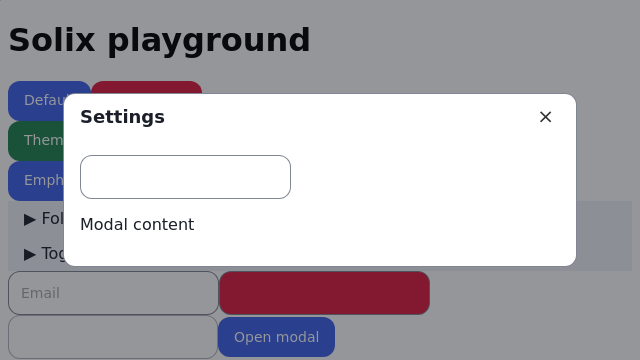 Solix playground
Settings
✕
Modal content
Email
Open modal